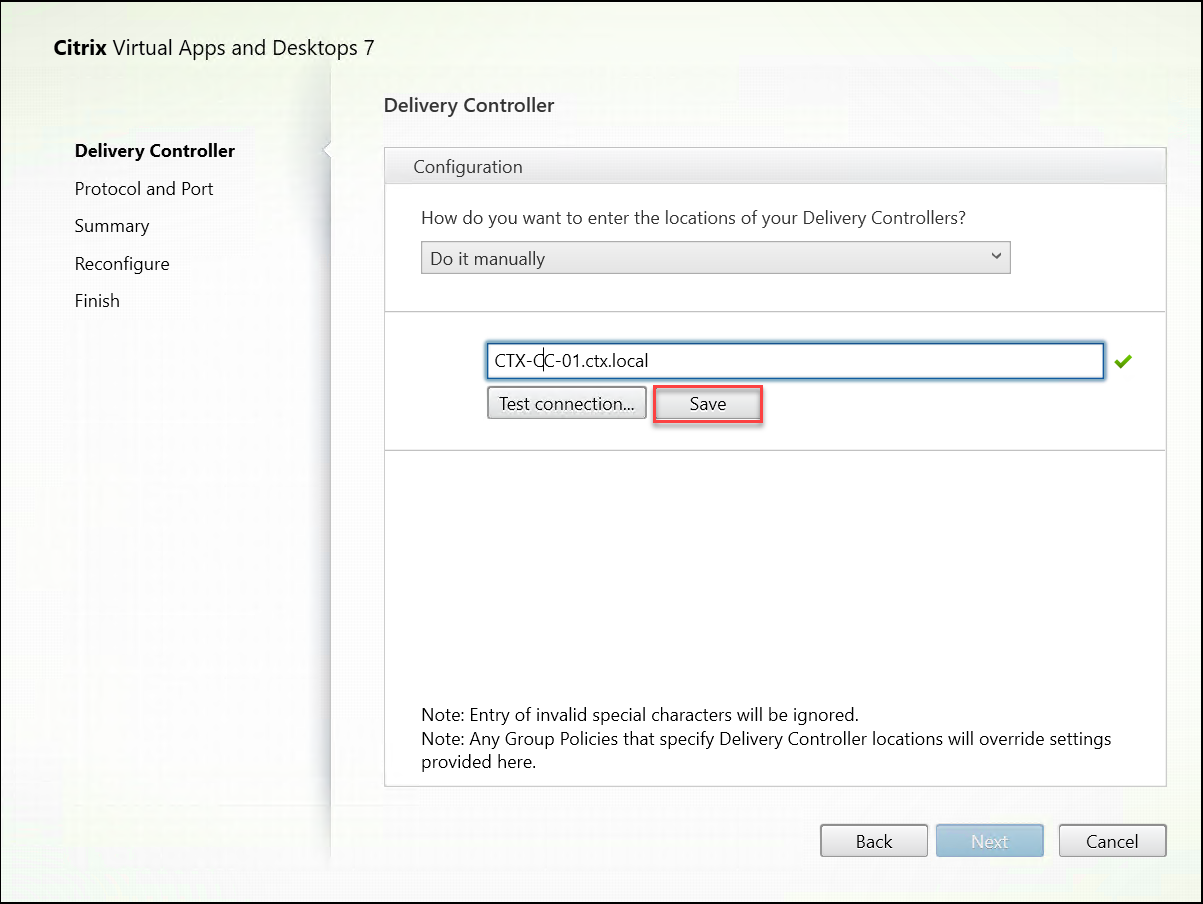 Citrix Virtual Apps and Desktops 7
Delivery Controller
Protocol and Port
Summary
Reconfigure
Finish
Delivery Controller
Configuration
How do you want to enter the locations of your Delivery Controllers?
Do it manually
CTX-CC-01.ctx.local
Test connection...
Save
Note: Entry of invalid special characters will be ignored.
Note: Any Group Policies that specify Delivery Controller locations will override settings
provided here.
Back
Next
Cancel